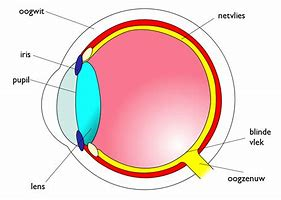 oogwit
netvlies
iris
pupil
blinde
vlek
lens
oogzenuw